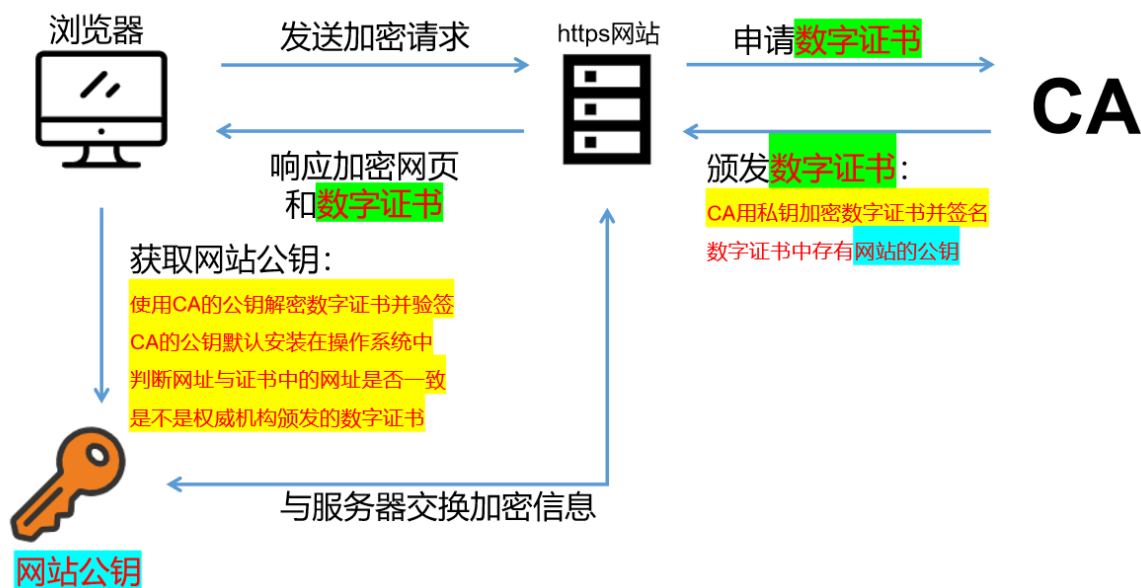 浏览器
发送加密请求
https网站
申请数字证书
CA
响应加密网页
和数字证书
颁发数字证书：
CA用私钥加密数字证书并签名
数字证书中存有网站的公钥
获取网站公钥：
使用CA的公钥解密数字证书并验签
CA的公钥默认安装在操作系统中
判断网址与证书中的网址是否一致
是不是权威机构颁发的数字证书
与服务器交换加密信息
网站公钥